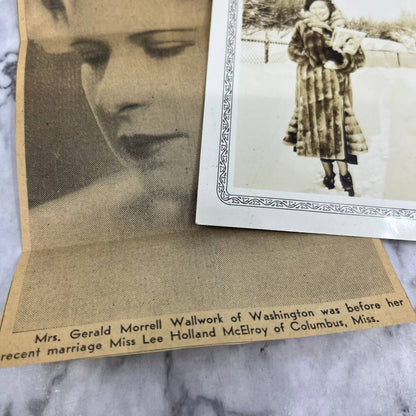 Mrs. Gerald Morrell Wallwork of Washington was before her
recent marriage Miss Lee Holland McElroy of Columbus, Miss.